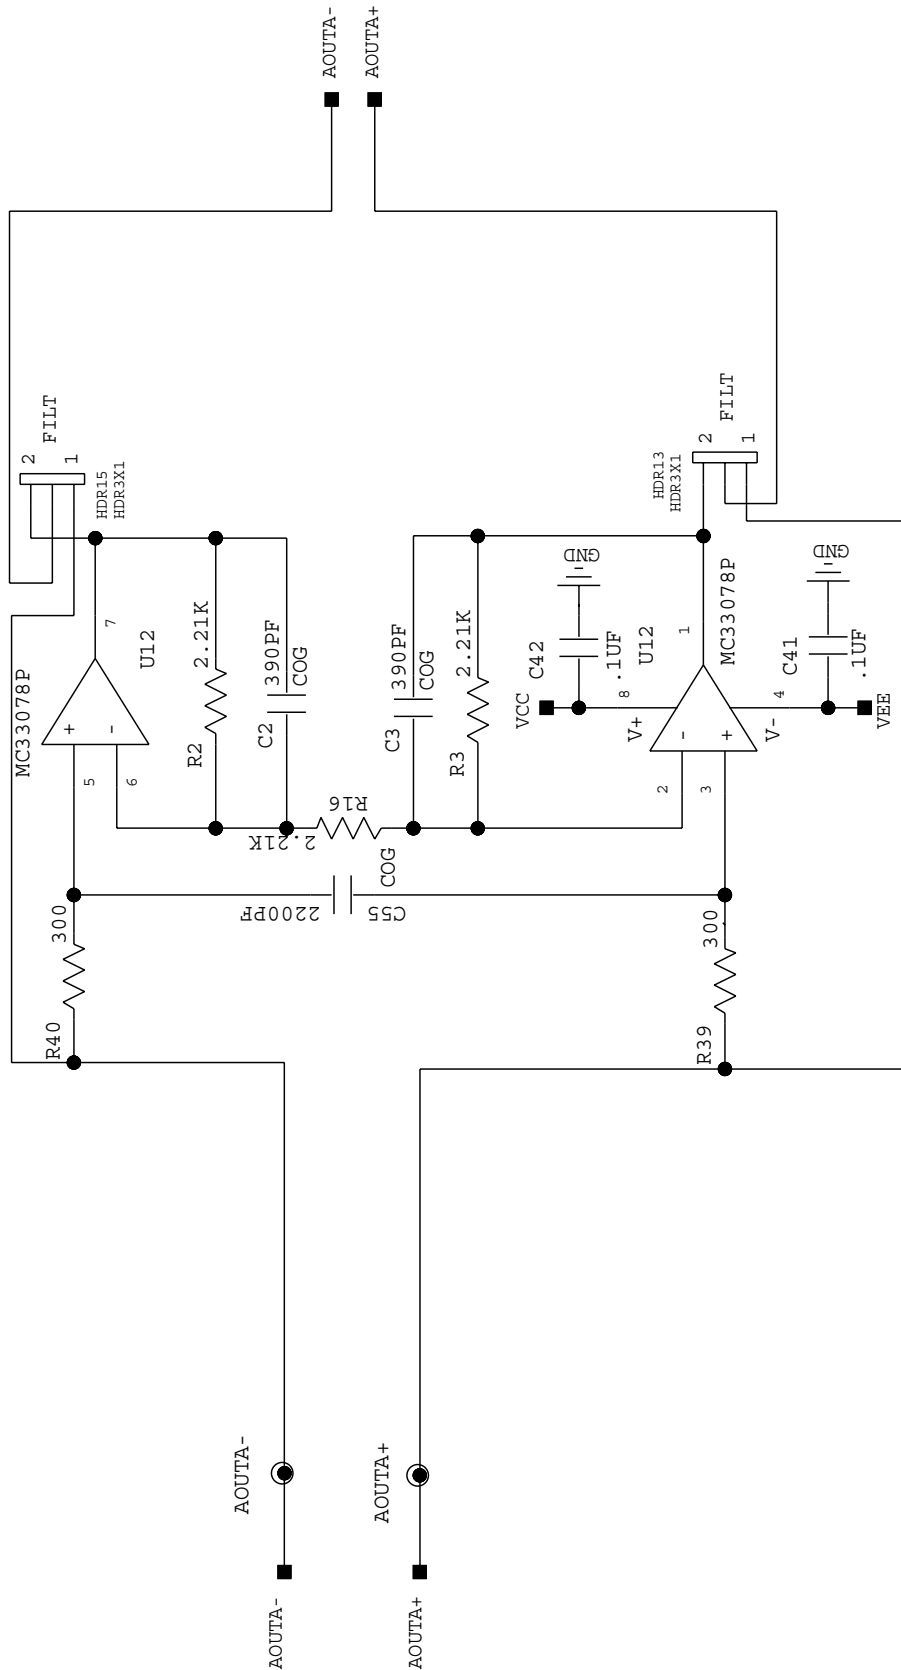 AOUTA-
AOUTA+
FILT
2
1
HDR15
HDR3X1
MC33078P
7
U12
+
-
5
6
2.21K
R2
390PF
COG
C2
390PF
COG
C3
2.21K
R3
R16
2.21K
COG
2200PF
C55
300
R40
300
R39
FILT
2
1
HDR13
HDR3X1
GND
GND
C42
.1UF
U12
1
MC33078P
C41
.1UF
VCC
8
V+
-
+
V-
4
VEE
2
3
AOUTA-
AOUTA+
AOUTA-
AOUTA+